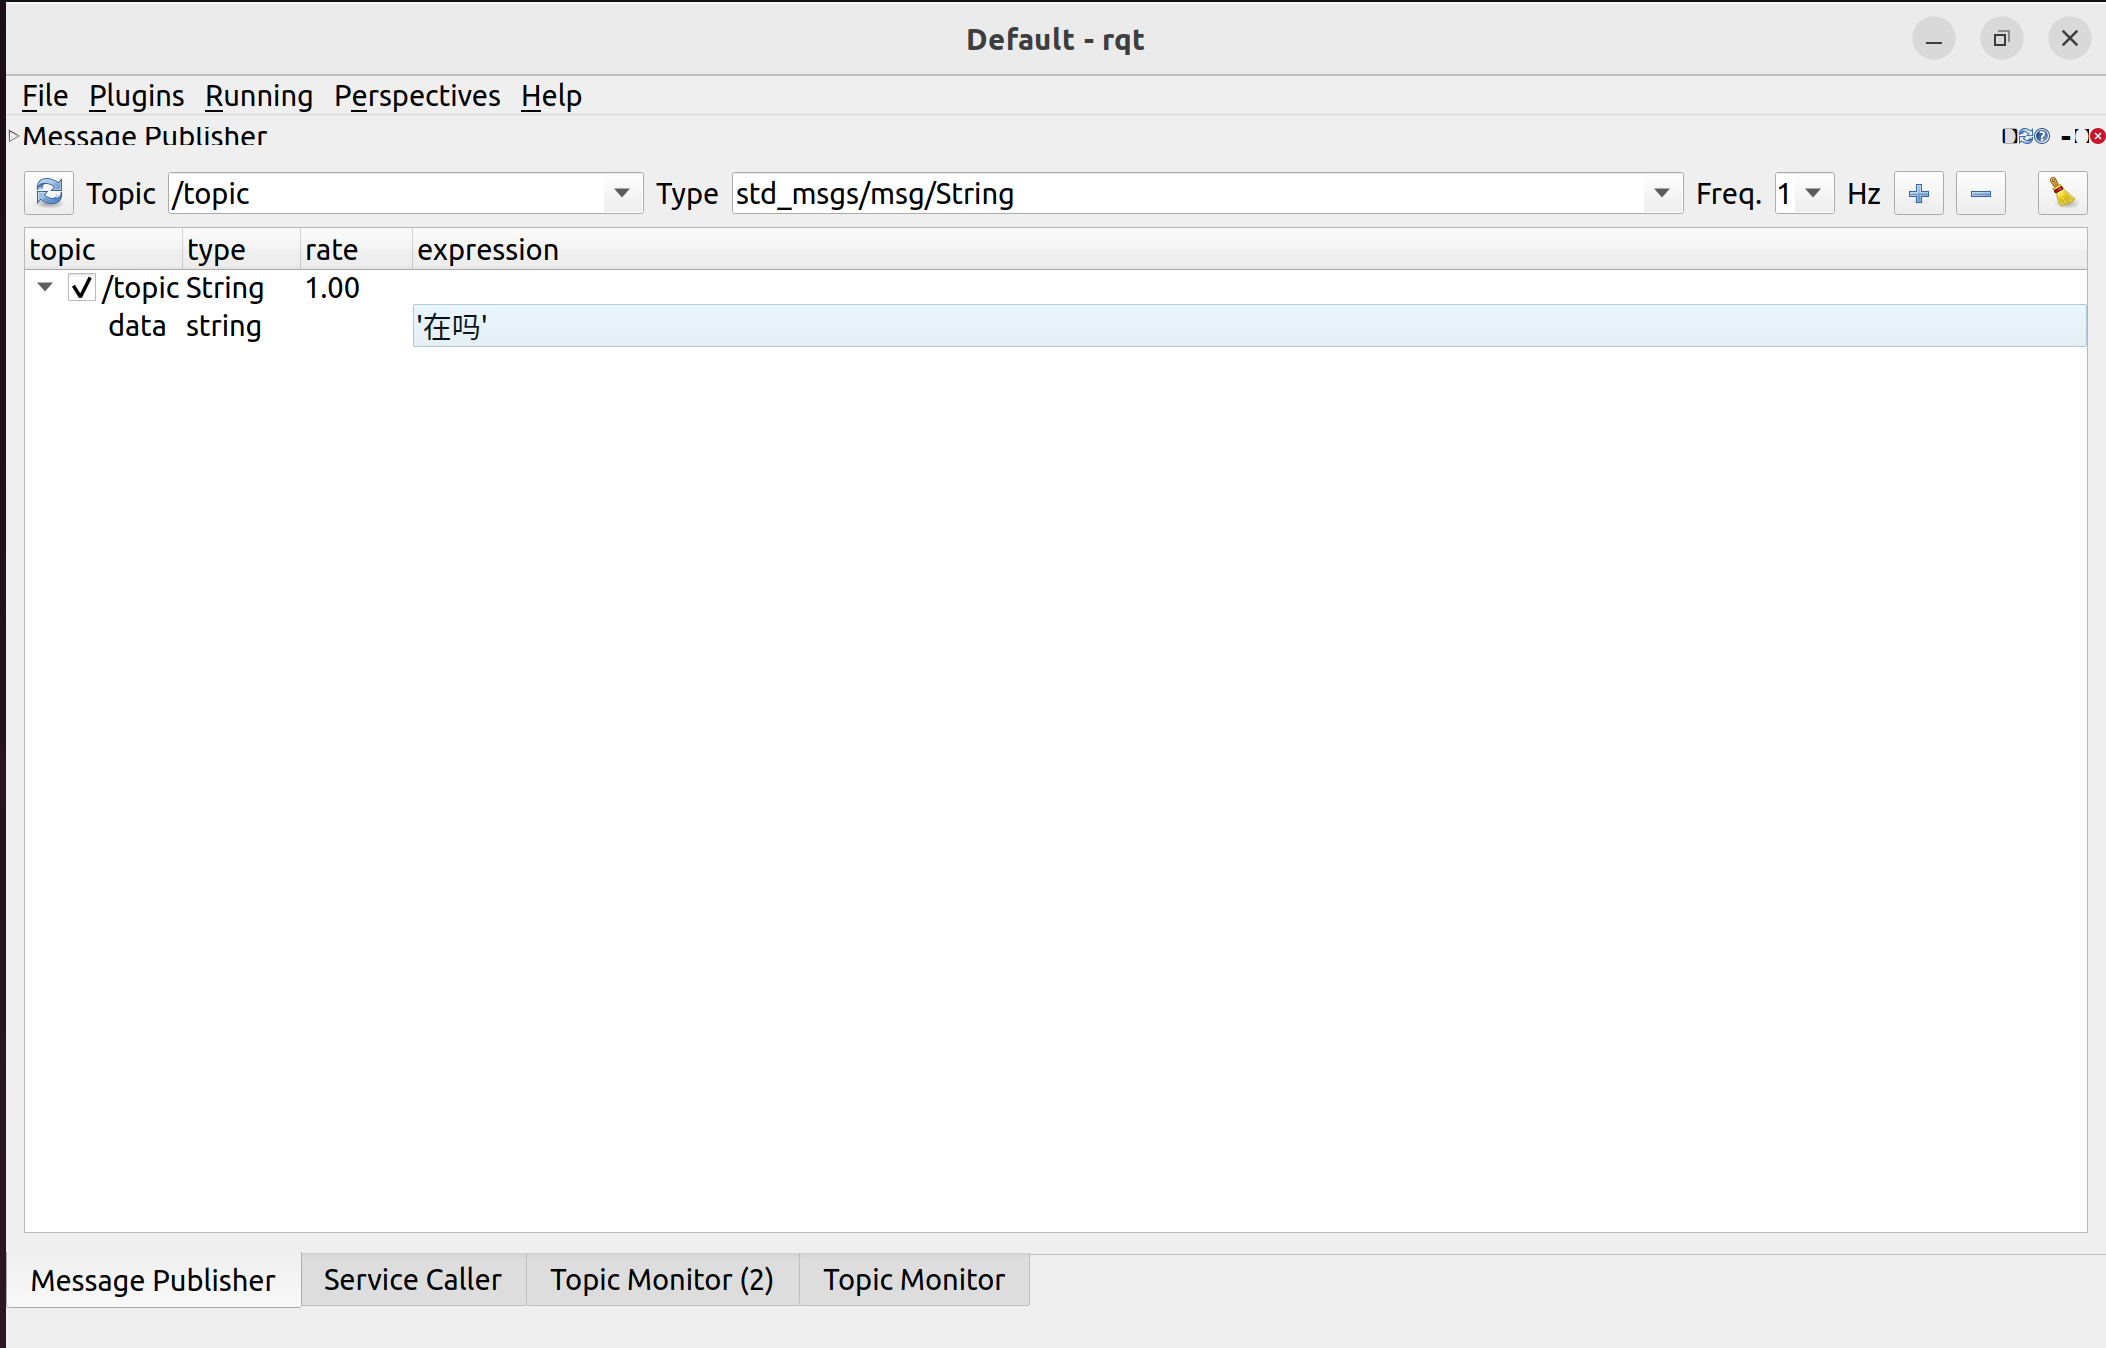 Default - rqt
File Plugins Running Perspectives Help
Message Publisher
Topic /topic Type std_msgs/msg/String Freq. 1 Hz
topic type rate expression
/topic String 1.00
data string '在吗'
Message Publisher Service Caller Topic Monitor (2) Topic Monitor